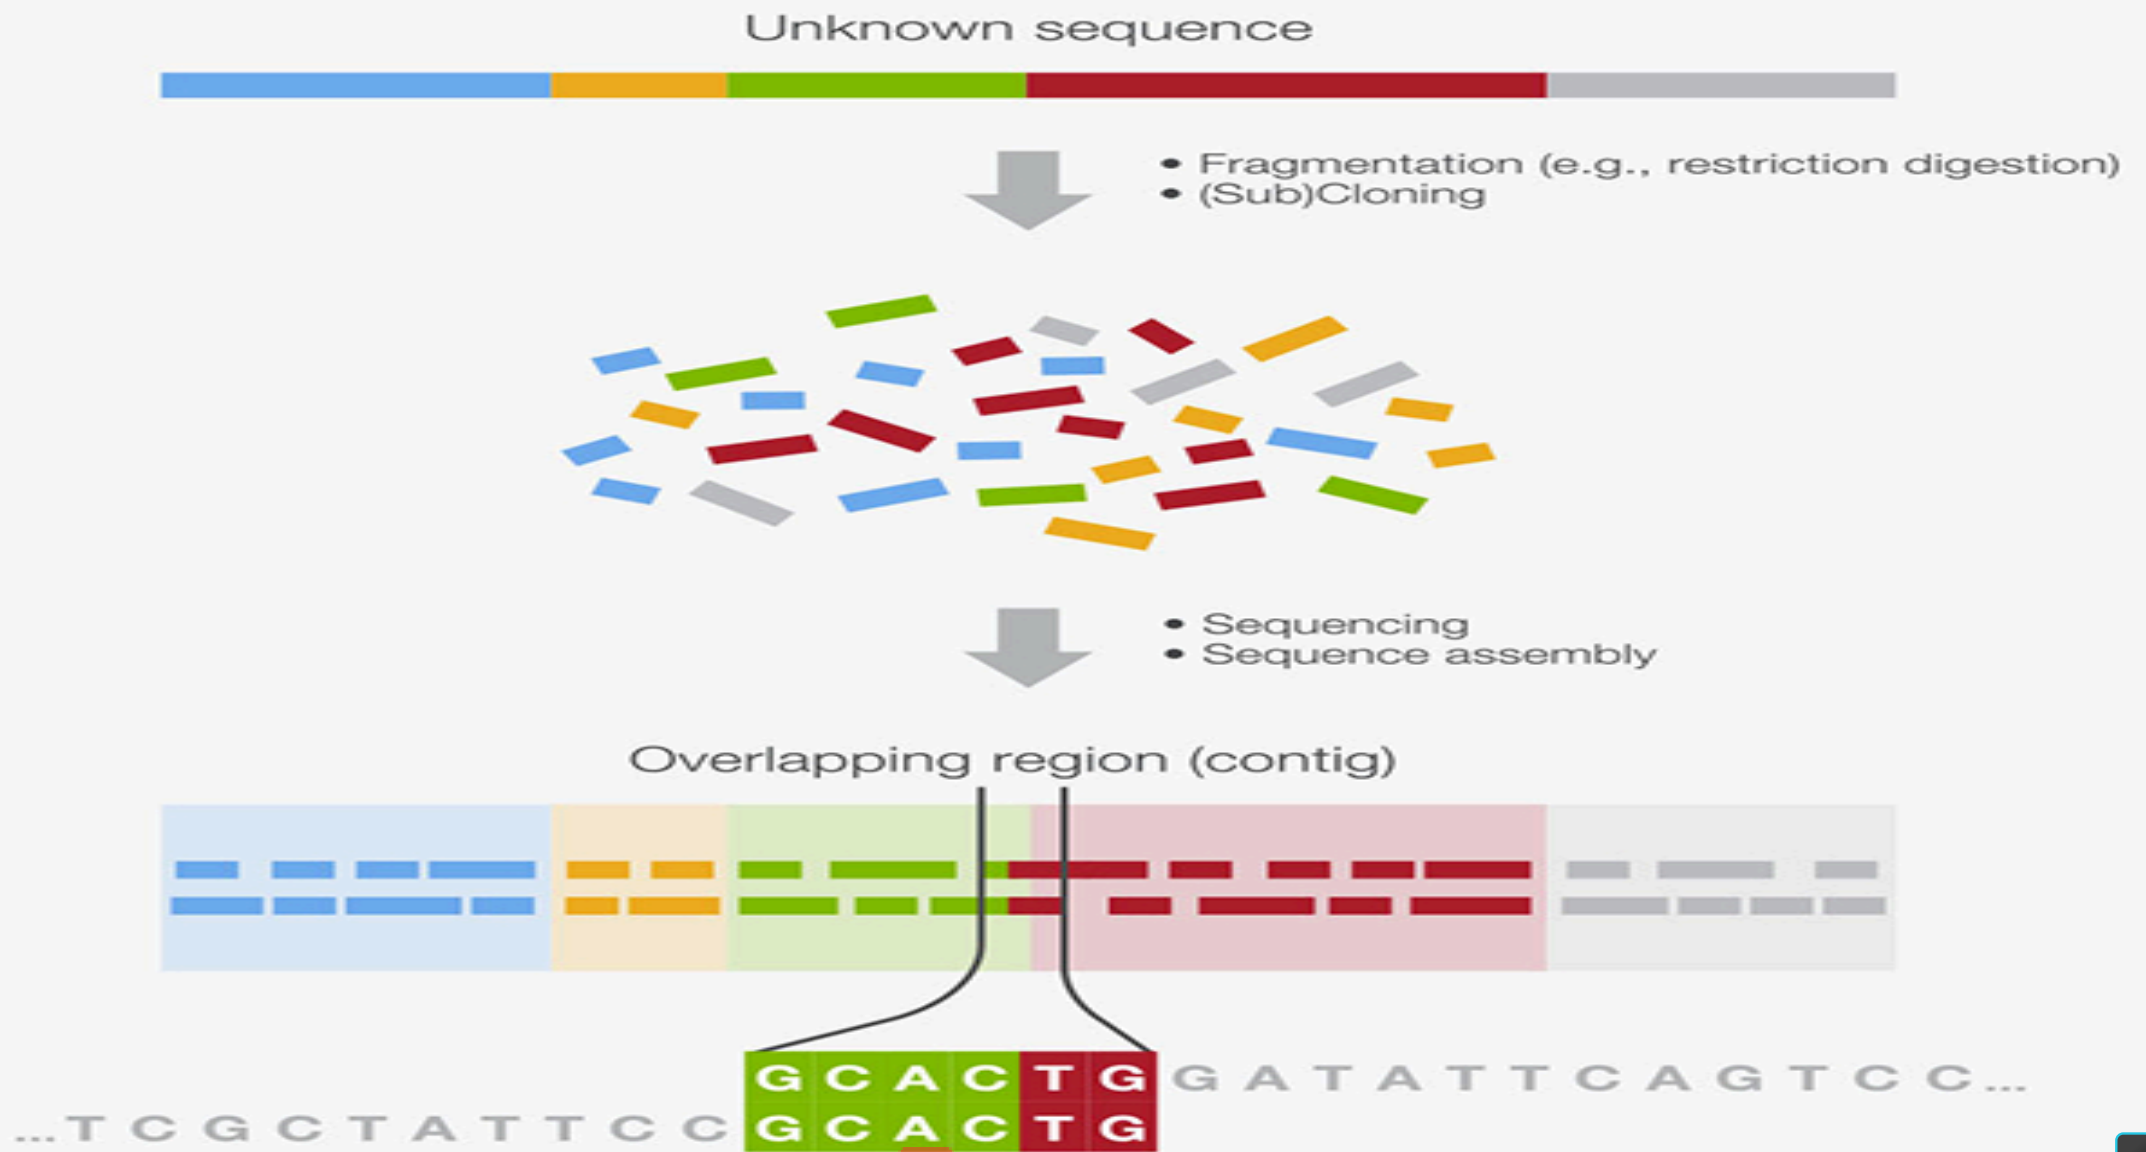 Unknown sequence
• Fragmentation (e.g., restriction digestion)
• (Sub)Cloning
• Sequencing
• Sequence assembly
Overlapping region (contig)
GCACTGGATATTCAGTCC...
...TCGCTATTCCGCACTG